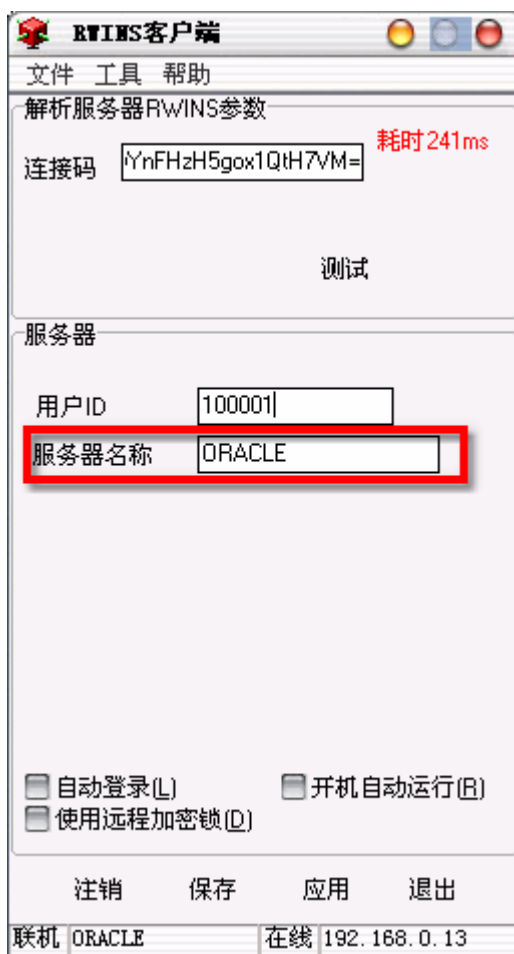 RWINS客户端
文件 工具 帮助
解析服务器RWINS参数
耗时241ms
连接码 YnFHzH5gox1QtH7VM=
测试
服务器
用户ID 100001
服务器名称 ORACLE
自动登录(L) 开机自动运行(R)
使用远程加密锁(D)
注销 保存 应用 退出
联机 ORACLE 在线 192.168.0.13